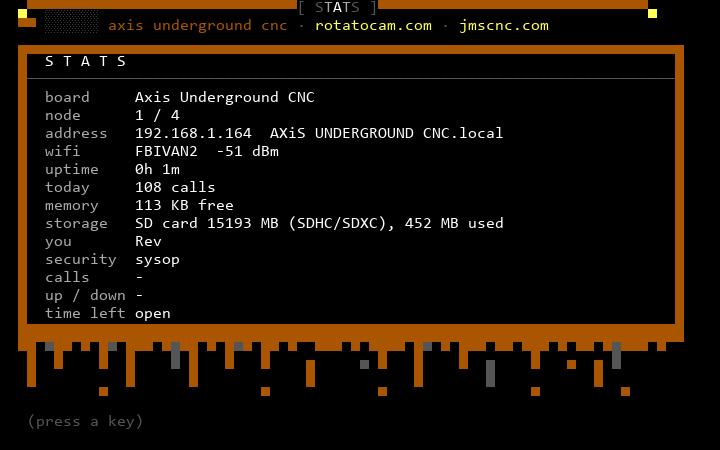 [ STATS ]
axis underground cnc · rotatocam.com · jmscnc.com
S T A T S
board Axis Underground CNC
node 1 / 4
address 192.168.1.164 AXiS UNDERGROUND CNC.local
wifi FBIVAN2 -51 dBm
uptime 0h 1m
today 108 calls
memory 113 KB free
storage SD card 15193 MB (SDHC/SDXC), 452 MB used
you Rev
security sysop
calls -
up / down -
time left open
(press a key)